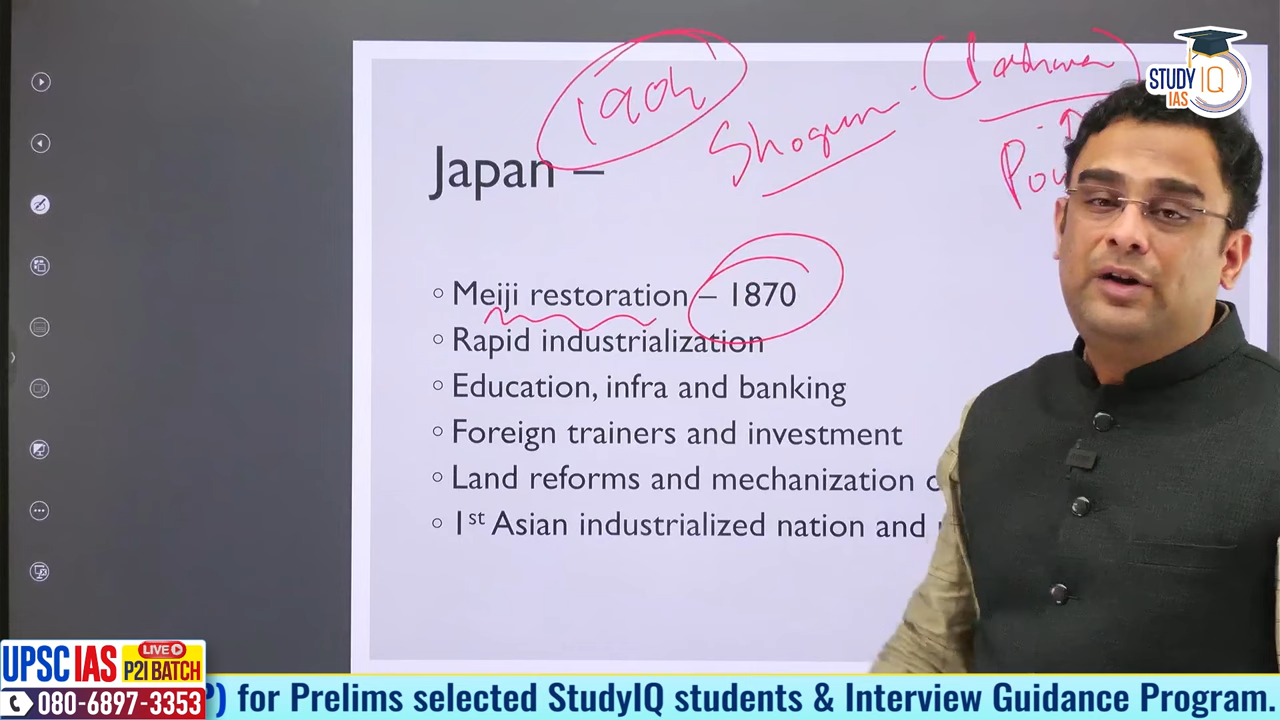 1904
Shogun
STUDY IQ
IAS
Japan –
Meiji restoration – 1870
Rapid industrialization
Education, infra and banking
Foreign trainers and investment
Land reforms and mechanization
1st Asian industrialized nation and
UPSC IAS LIVE P2I BATCH
080-6897-3353
) for Prelims selected StudyIQ students & Interview Guidance Program.